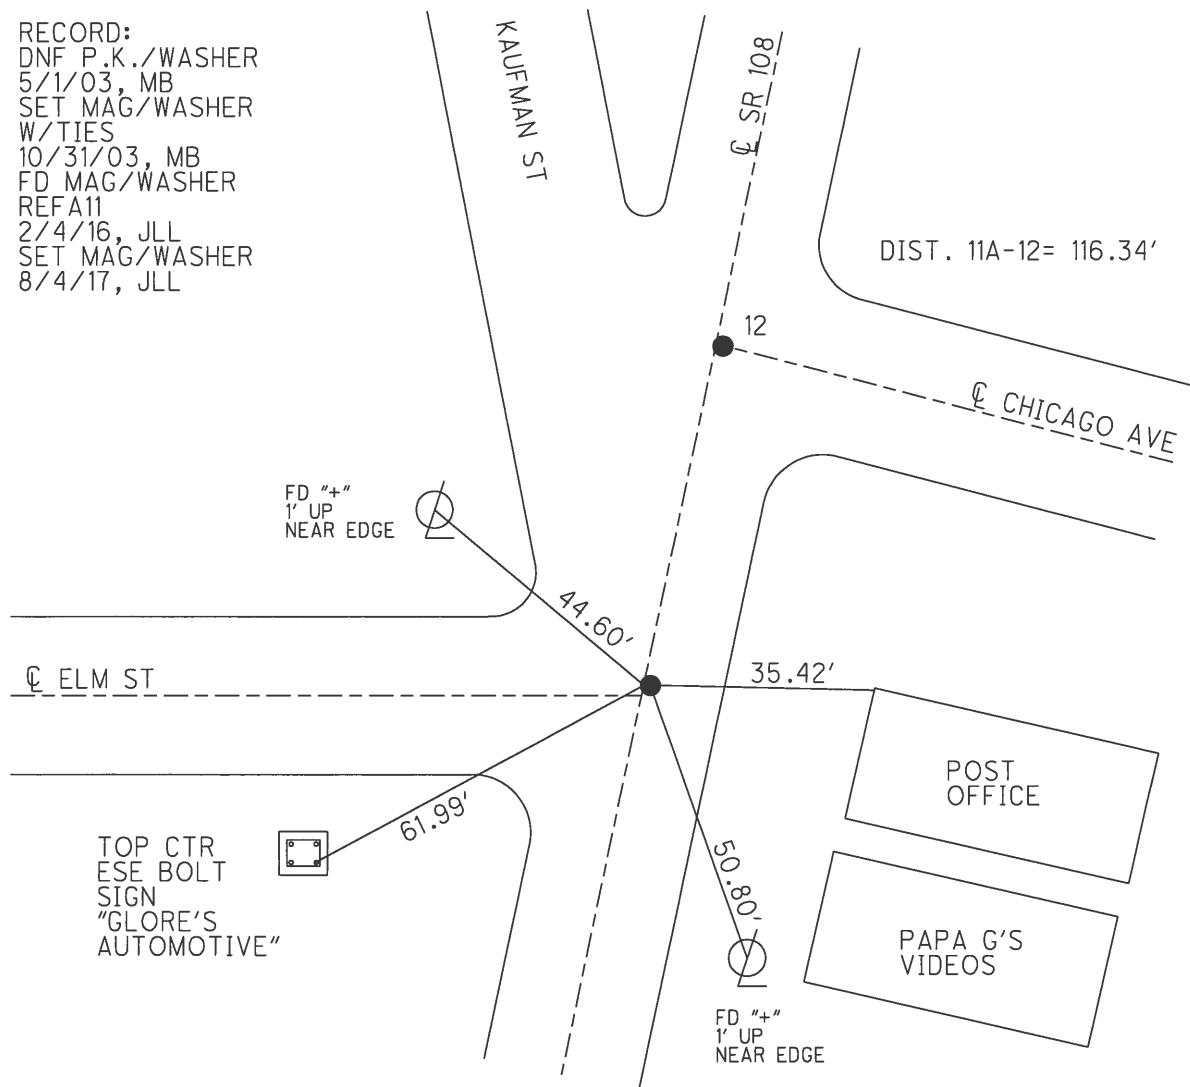 RECORD:
DNF P.K./WASHER
5/1/03, MB
SET MAG/WASHER
W/TIES
10/31/03, MB
FD MAG/WASHER
REFA11
2/4/16, JLL
SET MAG/WASHER
8/4/17, JLL
KAUFMAN ST
℄ SR 108
DIST. 11A-12= 116.34'
12
℄ CHICAGO AVE
FD "+"
1' UP
NEAR EDGE
44.60'
℄ ELM ST
35.42'
POST
OFFICE
61.99'
TOP CTR
ESE BOLT
SIGN
"GLORE'S
AUTOMOTIVE"
50.80'
PAPA G'S
VIDEOS
FD "+"
1' UP
NEAR EDGE